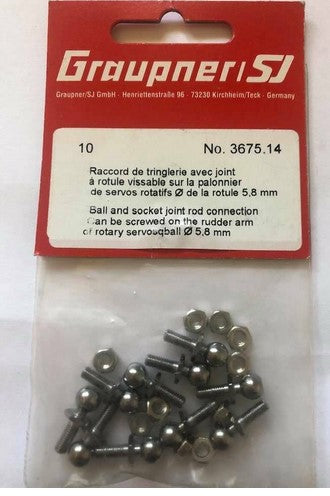 Graupner/SJ
Graupner/SJ GmbH · Henriettenstraße 96 · 73230 Kirchheim/Teck · Germany
10 No. 3675.14
Raccord de tringlerie avec joint
à rotule vissable sur la palonnier
de servos rotatifs Ø de la rotule 5,8 mm
Ball and socket joint rod connection
Can be screwed on the rudder arm
of rotary servosqball Ø 5,8 mm